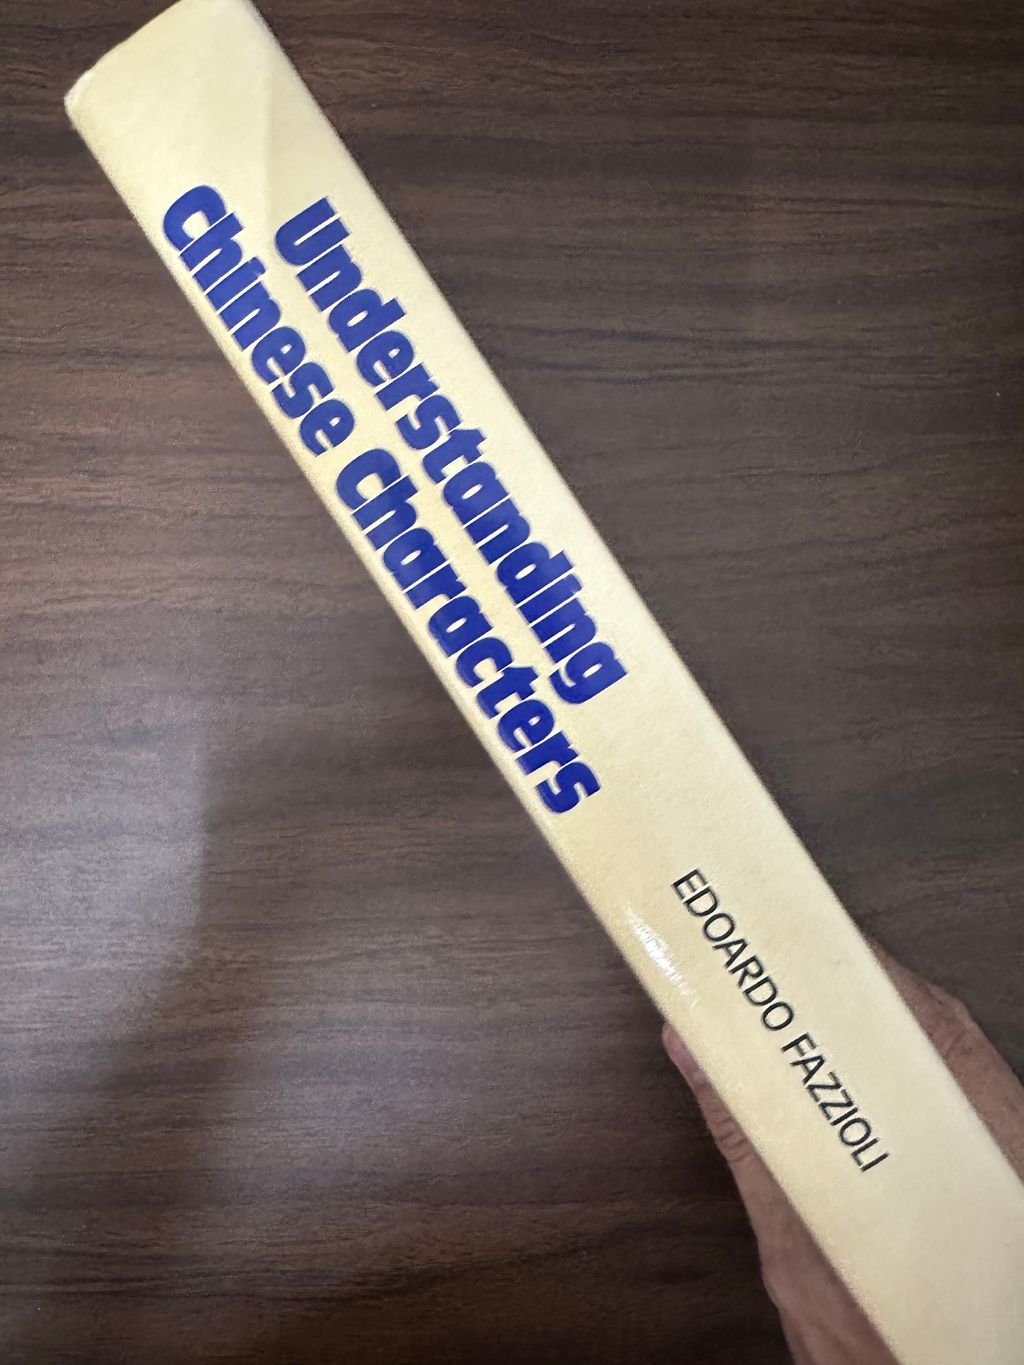 Understanding
Chinese Characters
EDOARDO FAZZIOLI